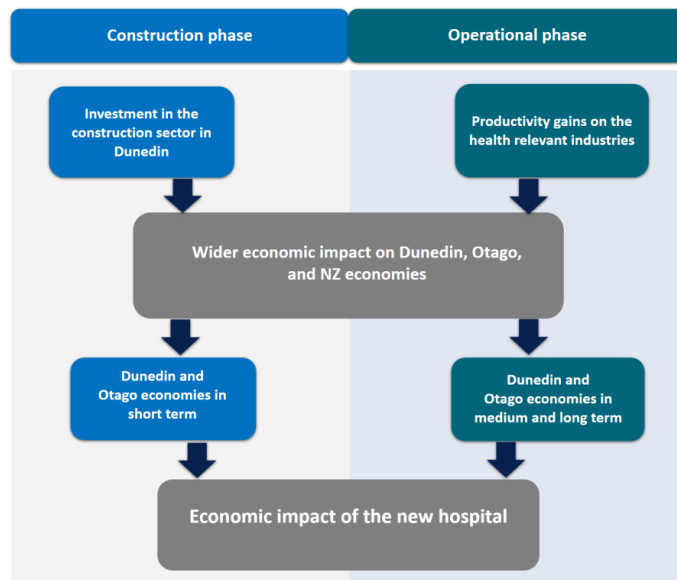 Construction phase
Operational phase
Investment in the
construction sector in
Dunedin
Productivity gains on the
health relevant industries
Wider economic impact on Dunedin, Otago,
and NZ economies
Dunedin and
Otago economies in
short term
Dunedin and
Otago economies in
medium and long term
Economic impact of the new hospital